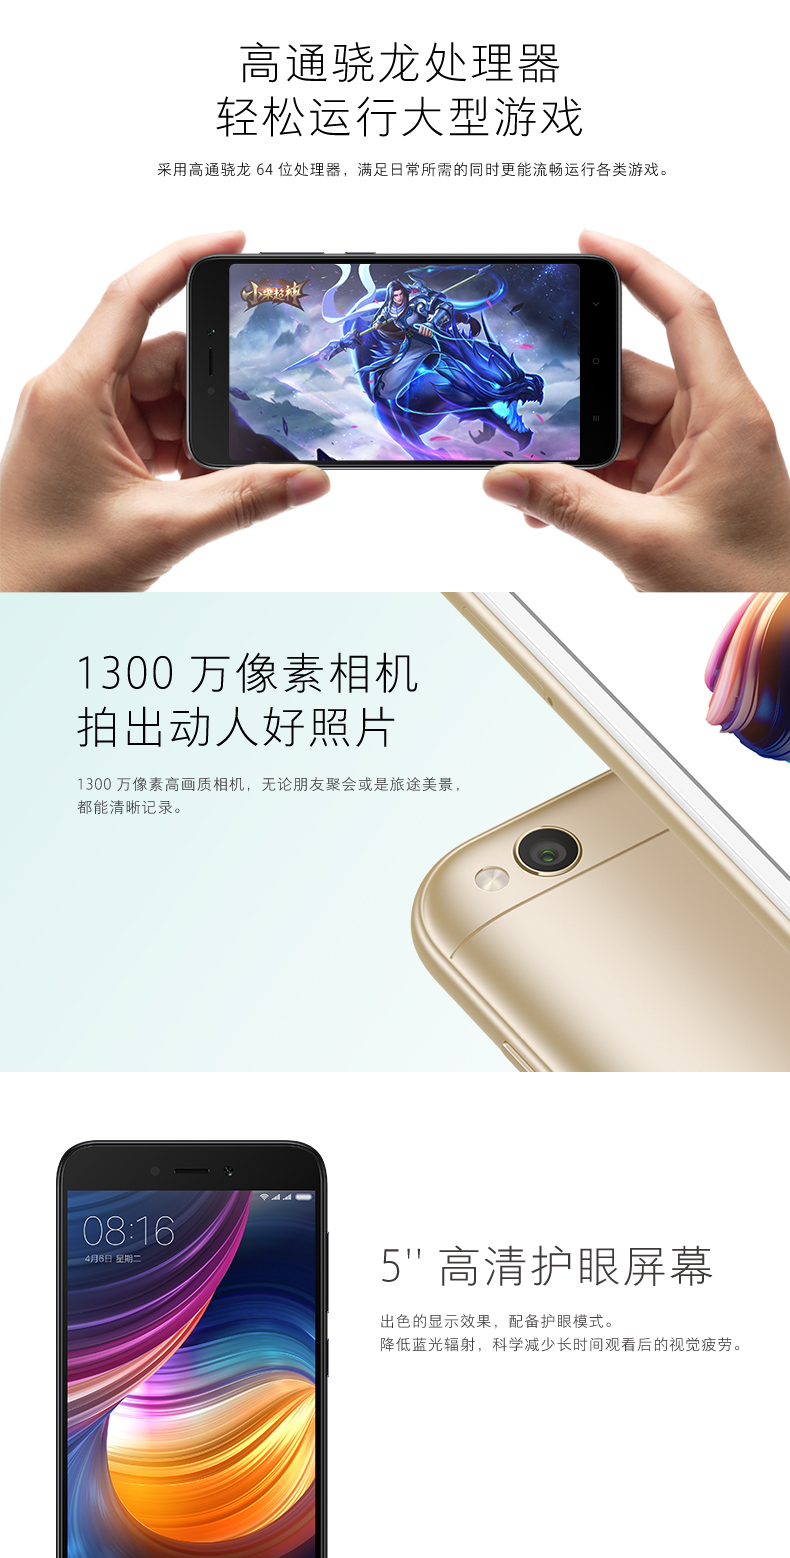 高通骁龙处理器
轻松运行大型游戏
采用高通骁龙 64 位处理器，满足日常所需的同时更能流畅运行各类游戏。
小米超神
1300 万像素相机
拍出动人好照片
1300 万像素高画质相机，无论朋友聚会或是旅途美景，
都能清晰记录。
08:16
4月6日 星期二
5'' 高清护眼屏幕
出色的显示效果，配备护眼模式。
降低蓝光辐射，科学减少长时间观看后的视觉疲劳。